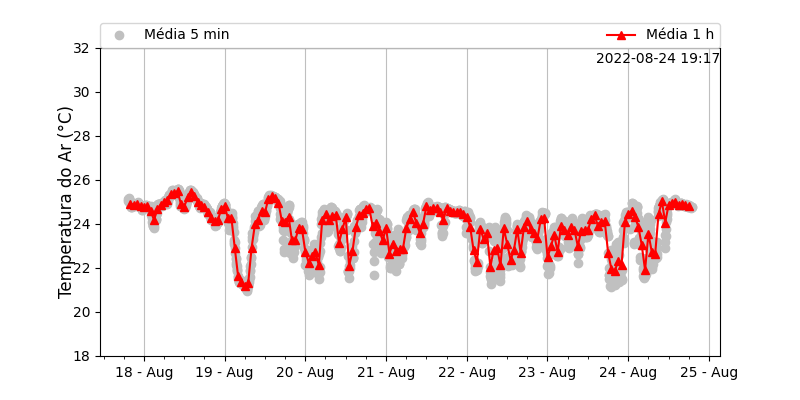 Média 5 min
Média 1 h
2022-08-24 19:17
Temperatura do Ar (°C)
32
30
28
26
24
22
20
18
18 - Aug
19 - Aug
20 - Aug
21 - Aug
22 - Aug
23 - Aug
24 - Aug
25 - Aug